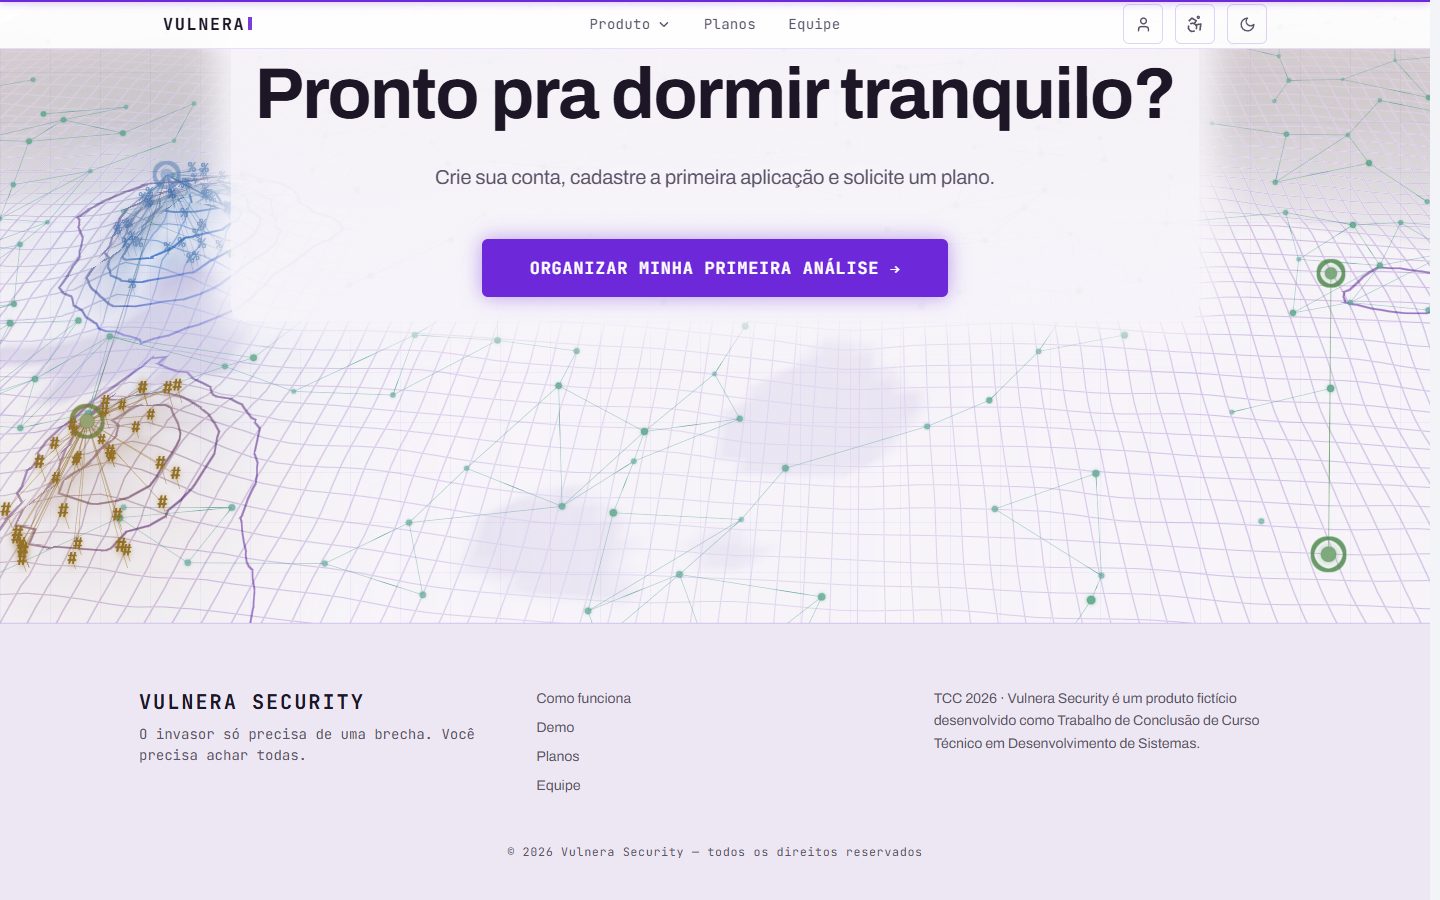 VULNERA
Produto
Planos
Equipe
Pronto pra dormir tranquilo?
Crie sua conta, cadastre a primeira aplicação e solicite um plano.
ORGANIZAR MINHA PRIMEIRA ANÁLISE →
VULNERA SECURITY
O invasor só precisa de uma brecha. Você
precisa achar todas.
Como funciona
Demo
Planos
Equipe
TCC 2026 · Vulnera Security é um produto fictício
desenvolvido como Trabalho de Conclusão de Curso
Técnico em Desenvolvimento de Sistemas.
© 2026 Vulnera Security — todos os direitos reservados